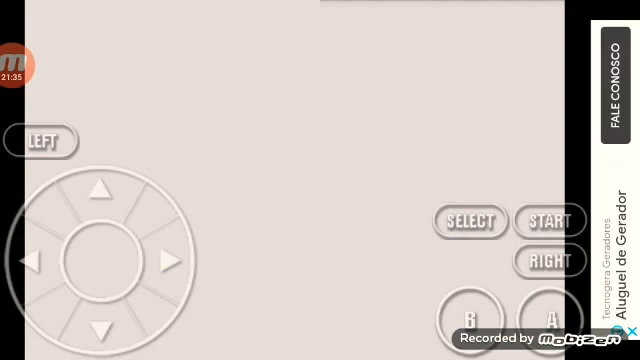 21:35
LEFT
SELECT
START
RIGHT
B
A
Recorded by mobizen
FALE CONOSCO
Tecnogera Geradores
Aluguel de Gerador